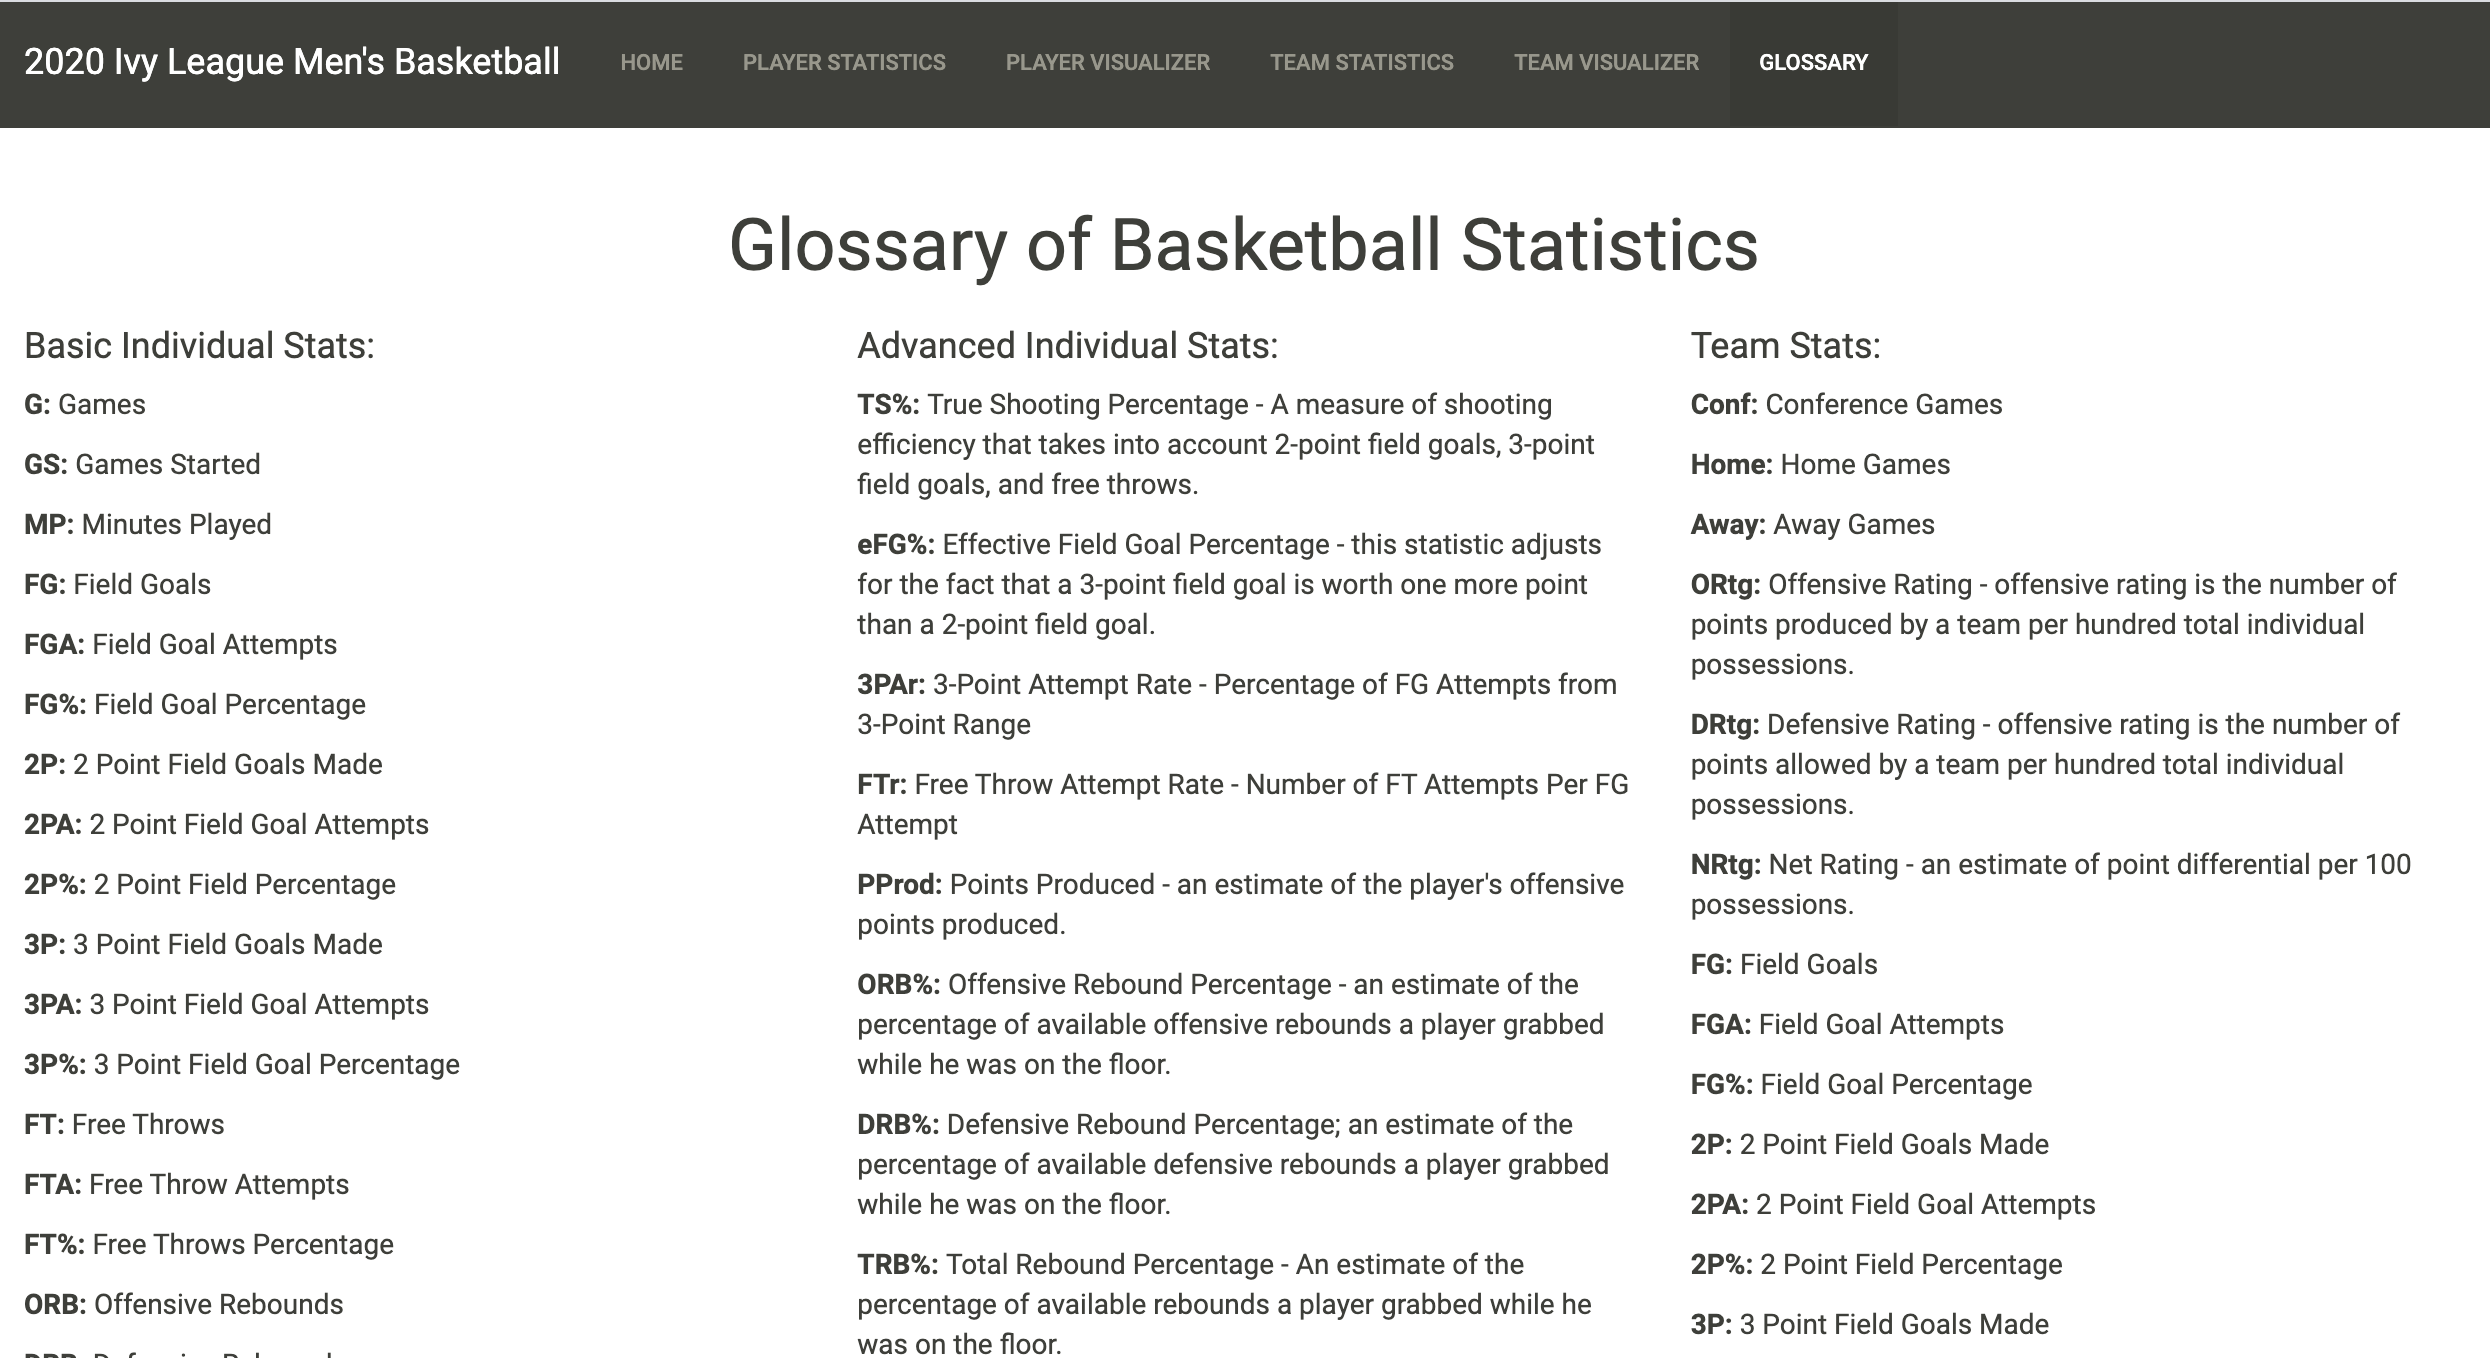 2020 Ivy League Men's Basketball HOME PLAYER STATISTICS PLAYER VISUALIZER TEAM STATISTICS TEAM VISUALIZER GLOSSARY
Glossary of Basketball Statistics
Basic Individual Stats:
G: Games
GS: Games Started
MP: Minutes Played
FG: Field Goals
FGA: Field Goal Attempts
FG%: Field Goal Percentage
2P: 2 Point Field Goals Made
2PA: 2 Point Field Goal Attempts
2P%: 2 Point Field Percentage
3P: 3 Point Field Goals Made
3PA: 3 Point Field Goal Attempts
3P%: 3 Point Field Goal Percentage
FT: Free Throws
FTA: Free Throw Attempts
FT%: Free Throws Percentage
ORB: Offensive Rebounds
Advanced Individual Stats:
TS%: True Shooting Percentage - A measure of shooting
efficiency that takes into account 2-point field goals, 3-point
field goals, and free throws.
eFG%: Effective Field Goal Percentage - this statistic adjusts
for the fact that a 3-point field goal is worth one more point
than a 2-point field goal.
3PAr: 3-Point Attempt Rate - Percentage of FG Attempts from
3-Point Range
FTr: Free Throw Attempt Rate - Number of FT Attempts Per FG
Attempt
PProd: Points Produced - an estimate of the player's offensive
points produced.
ORB%: Offensive Rebound Percentage - an estimate of the
percentage of available offensive rebounds a player grabbed
while he was on the floor.
DRB%: Defensive Rebound Percentage; an estimate of the
percentage of available defensive rebounds a player grabbed
while he was on the floor.
TRB%: Total Rebound Percentage - An estimate of the
percentage of available rebounds a player grabbed while he
was on the floor.
Team Stats:
Conf: Conference Games
Home: Home Games
Away: Away Games
ORtg: Offensive Rating - offensive rating is the number of
points produced by a team per hundred total individual
possessions.
DRtg: Defensive Rating - offensive rating is the number of
points allowed by a team per hundred total individual
possessions.
NRtg: Net Rating - an estimate of point differential per 100
possessions.
FG: Field Goals
FGA: Field Goal Attempts
FG%: Field Goal Percentage
2P: 2 Point Field Goals Made
2PA: 2 Point Field Goal Attempts
2P%: 2 Point Field Percentage
3P: 3 Point Field Goals Made